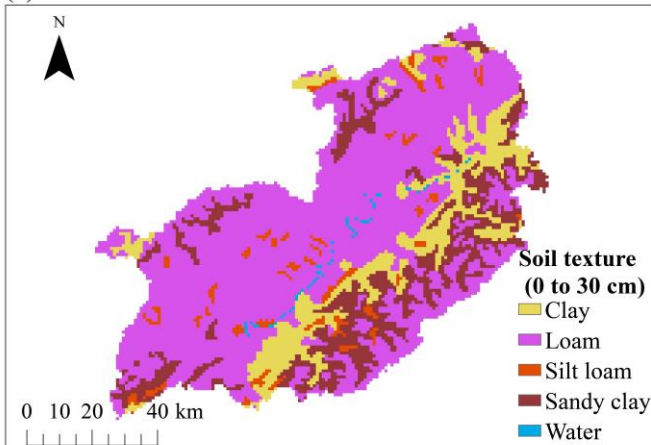 N
Soil texture
(0 to 30 cm)
Clay
Loam
Silt loam
Sandy clay
Water
0 10 20 40 km